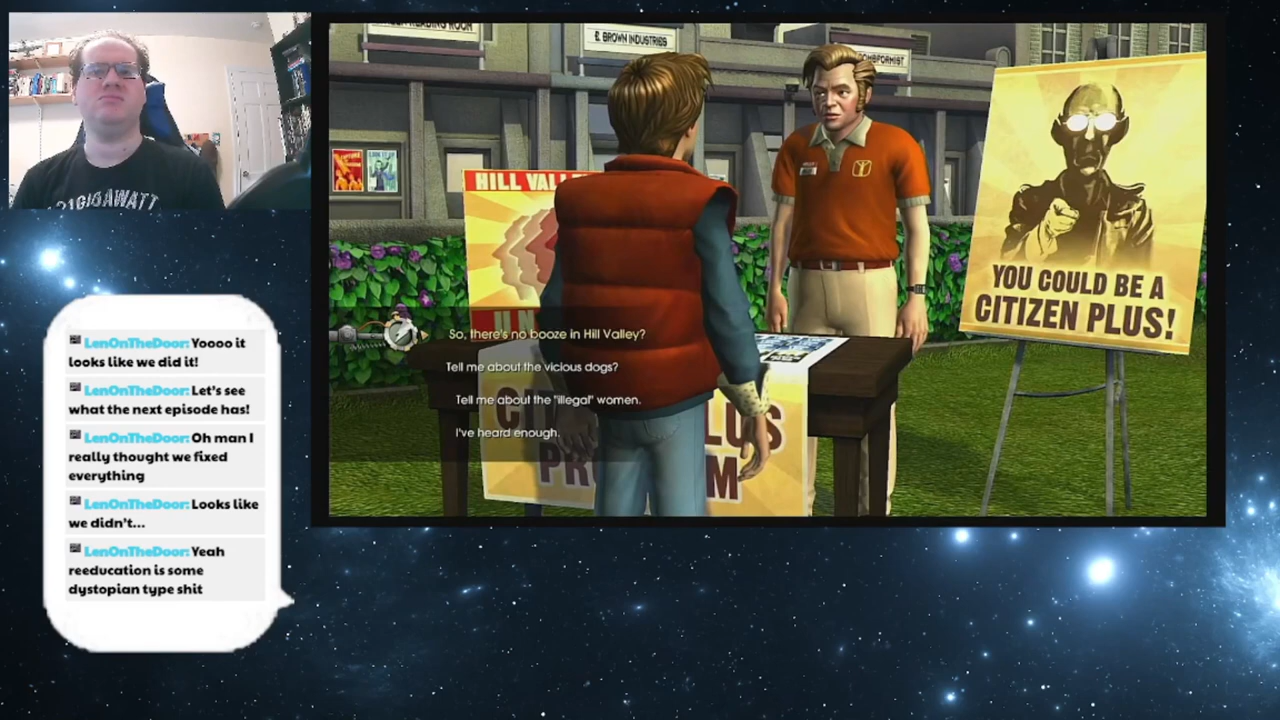 21GIGAWATT
E. BROWN INDUSTRIES
HILL VALLEY
YOU COULD BE A
CITIZEN PLUS!
So, there's no booze in Hill Valley?
Tell me about the vicious dogs?
Tell me about the "illegal" women.
I've heard enough.
LenOnTheDoor: Yoooo it
looks like we did it!
LenOnTheDoor: Let's see
what the next episode has!
LenOnTheDoor: Oh man I
really thought we fixed
everything
LenOnTheDoor: Looks like
we didn't...
LenOnTheDoor: Yeah
reeducation is some
dystopian type shit